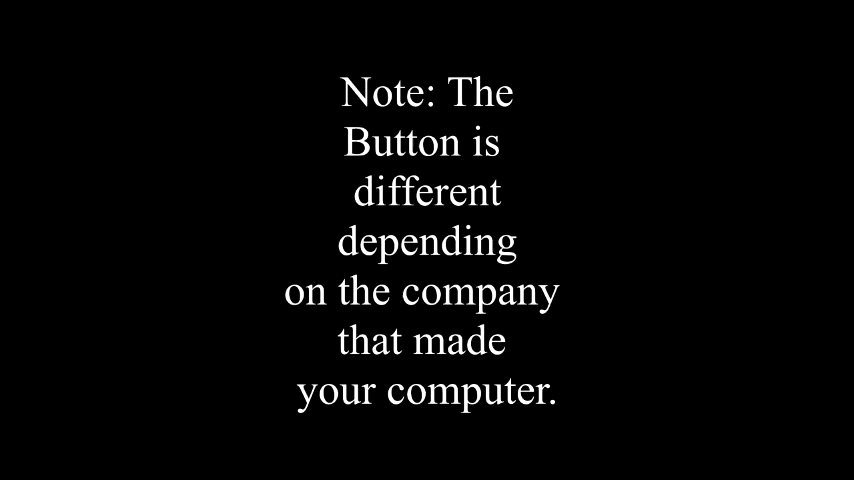 Note: The
Button is
different
depending
on the company
that made
your computer.